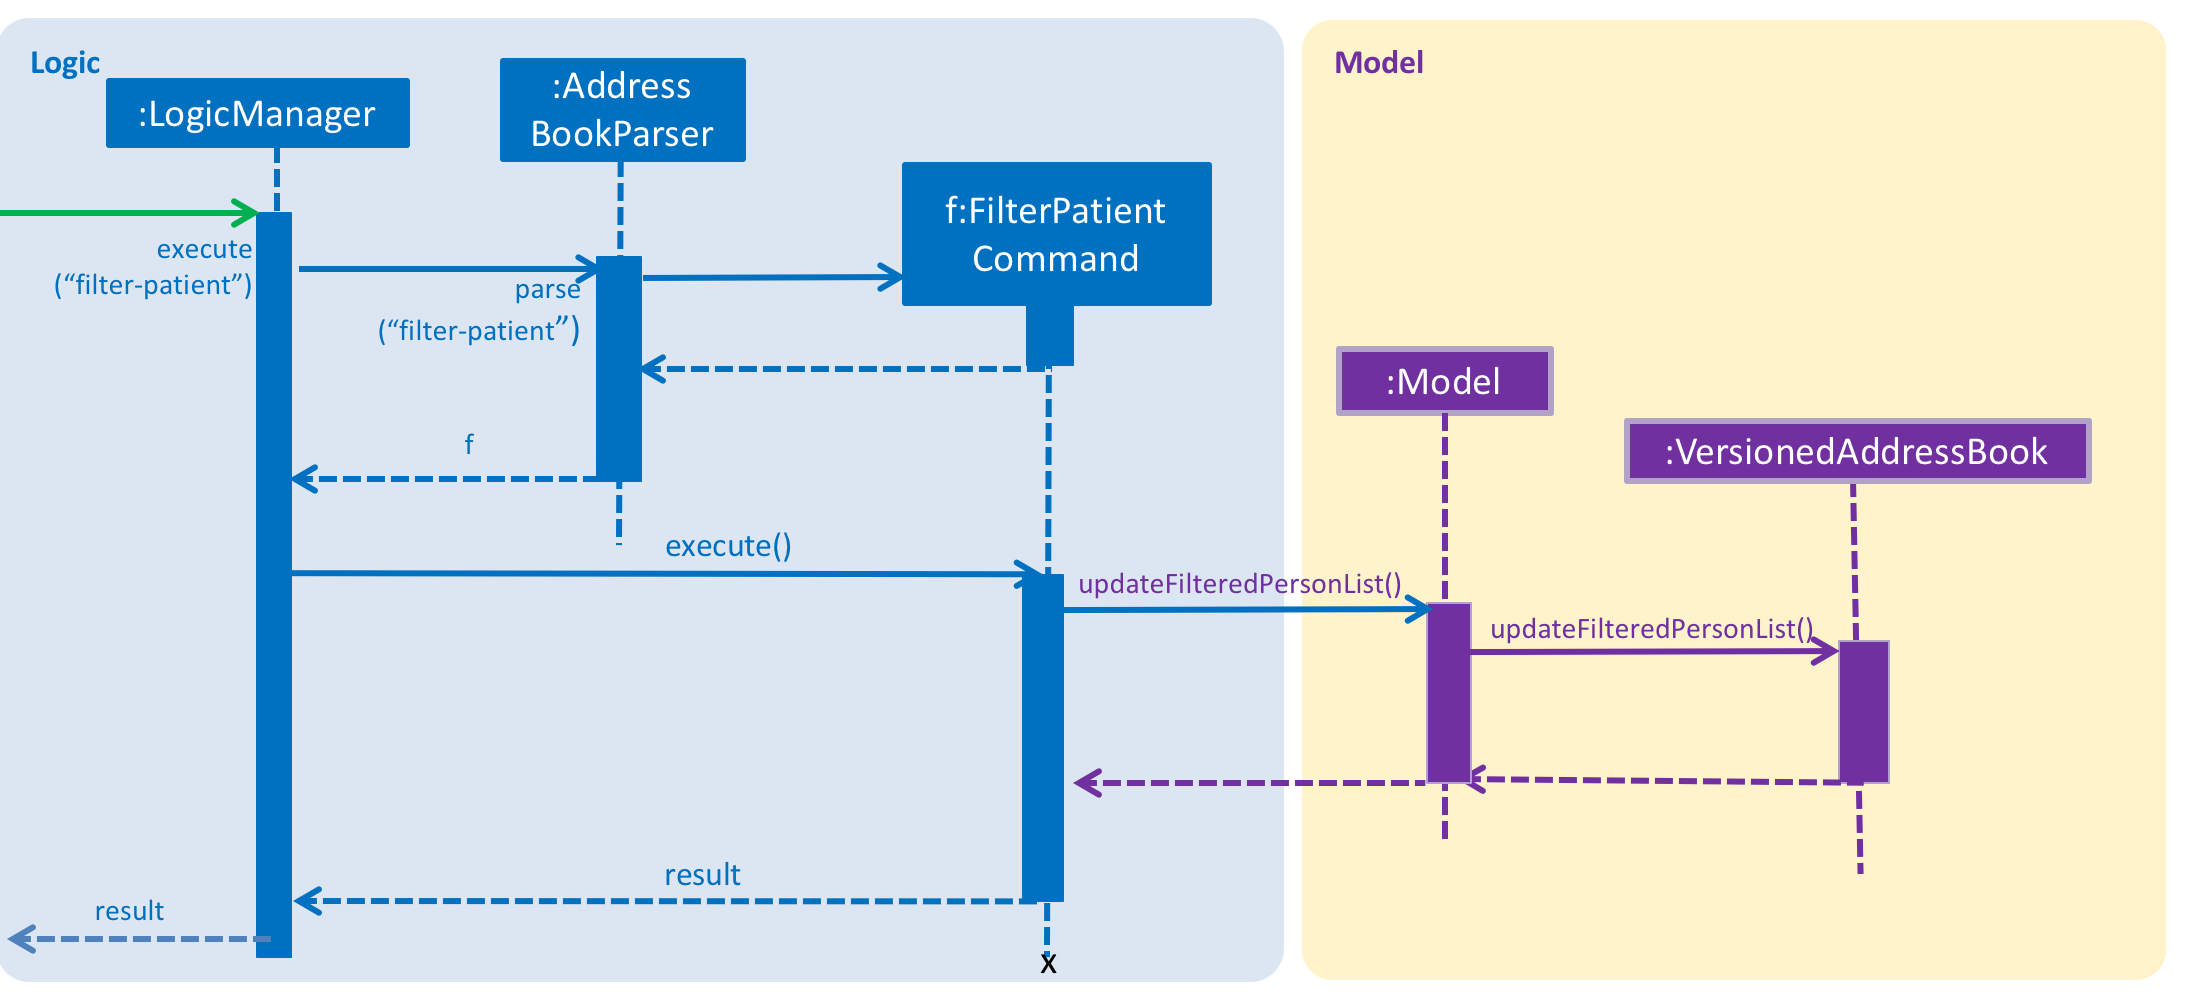 Logic
Model
:LogicManager
:Address
BookParser
f:FilterPatient
Command
execute
(“filter-patient”)
parse
(“filter-patient”)
:Model
:VersionedAddressBook
f
execute()
updateFilteredPersonList()
updateFilteredPersonList()
result
result
X